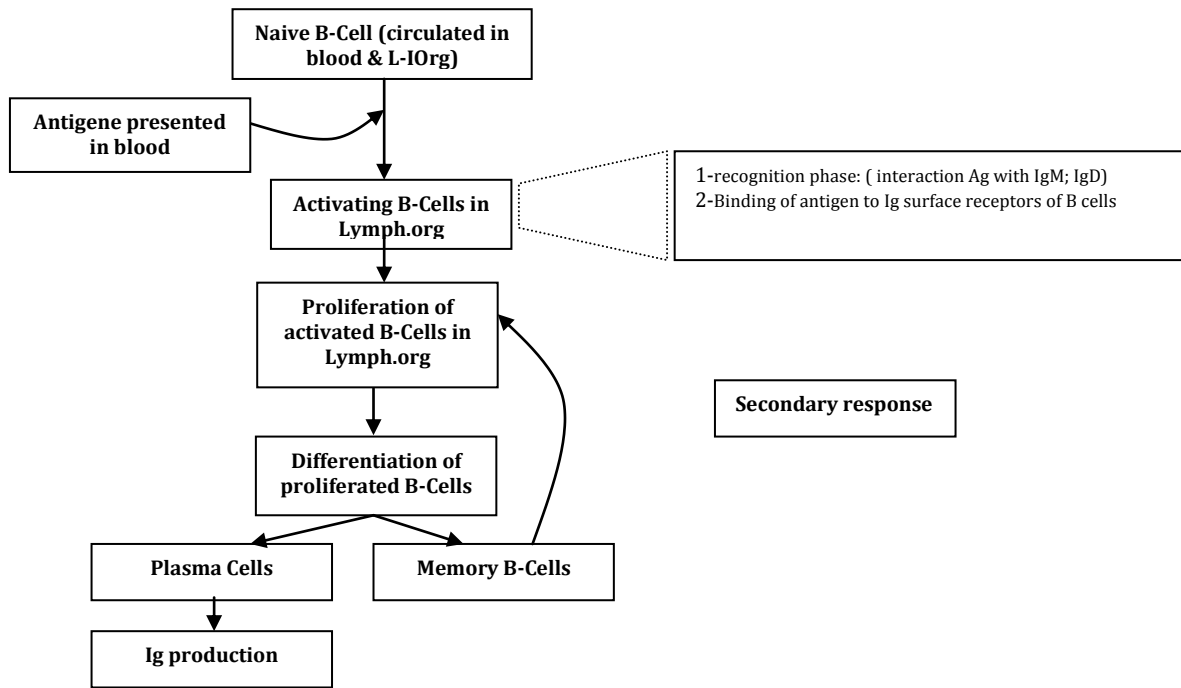 Naive B-Cell (circulated in
blood & L-IOrg)
Antigene presented
in blood
Activating B-Cells in
Lymph.org
1-recognition phase: ( interaction Ag with IgM; IgD)
2-Binding of antigen to Ig surface receptors of B cells
Proliferation of
activated B-Cells in
Lymph.org
Secondary response
Differentiation of
proliferated B-Cells
Plasma Cells
Memory B-Cells
Ig production